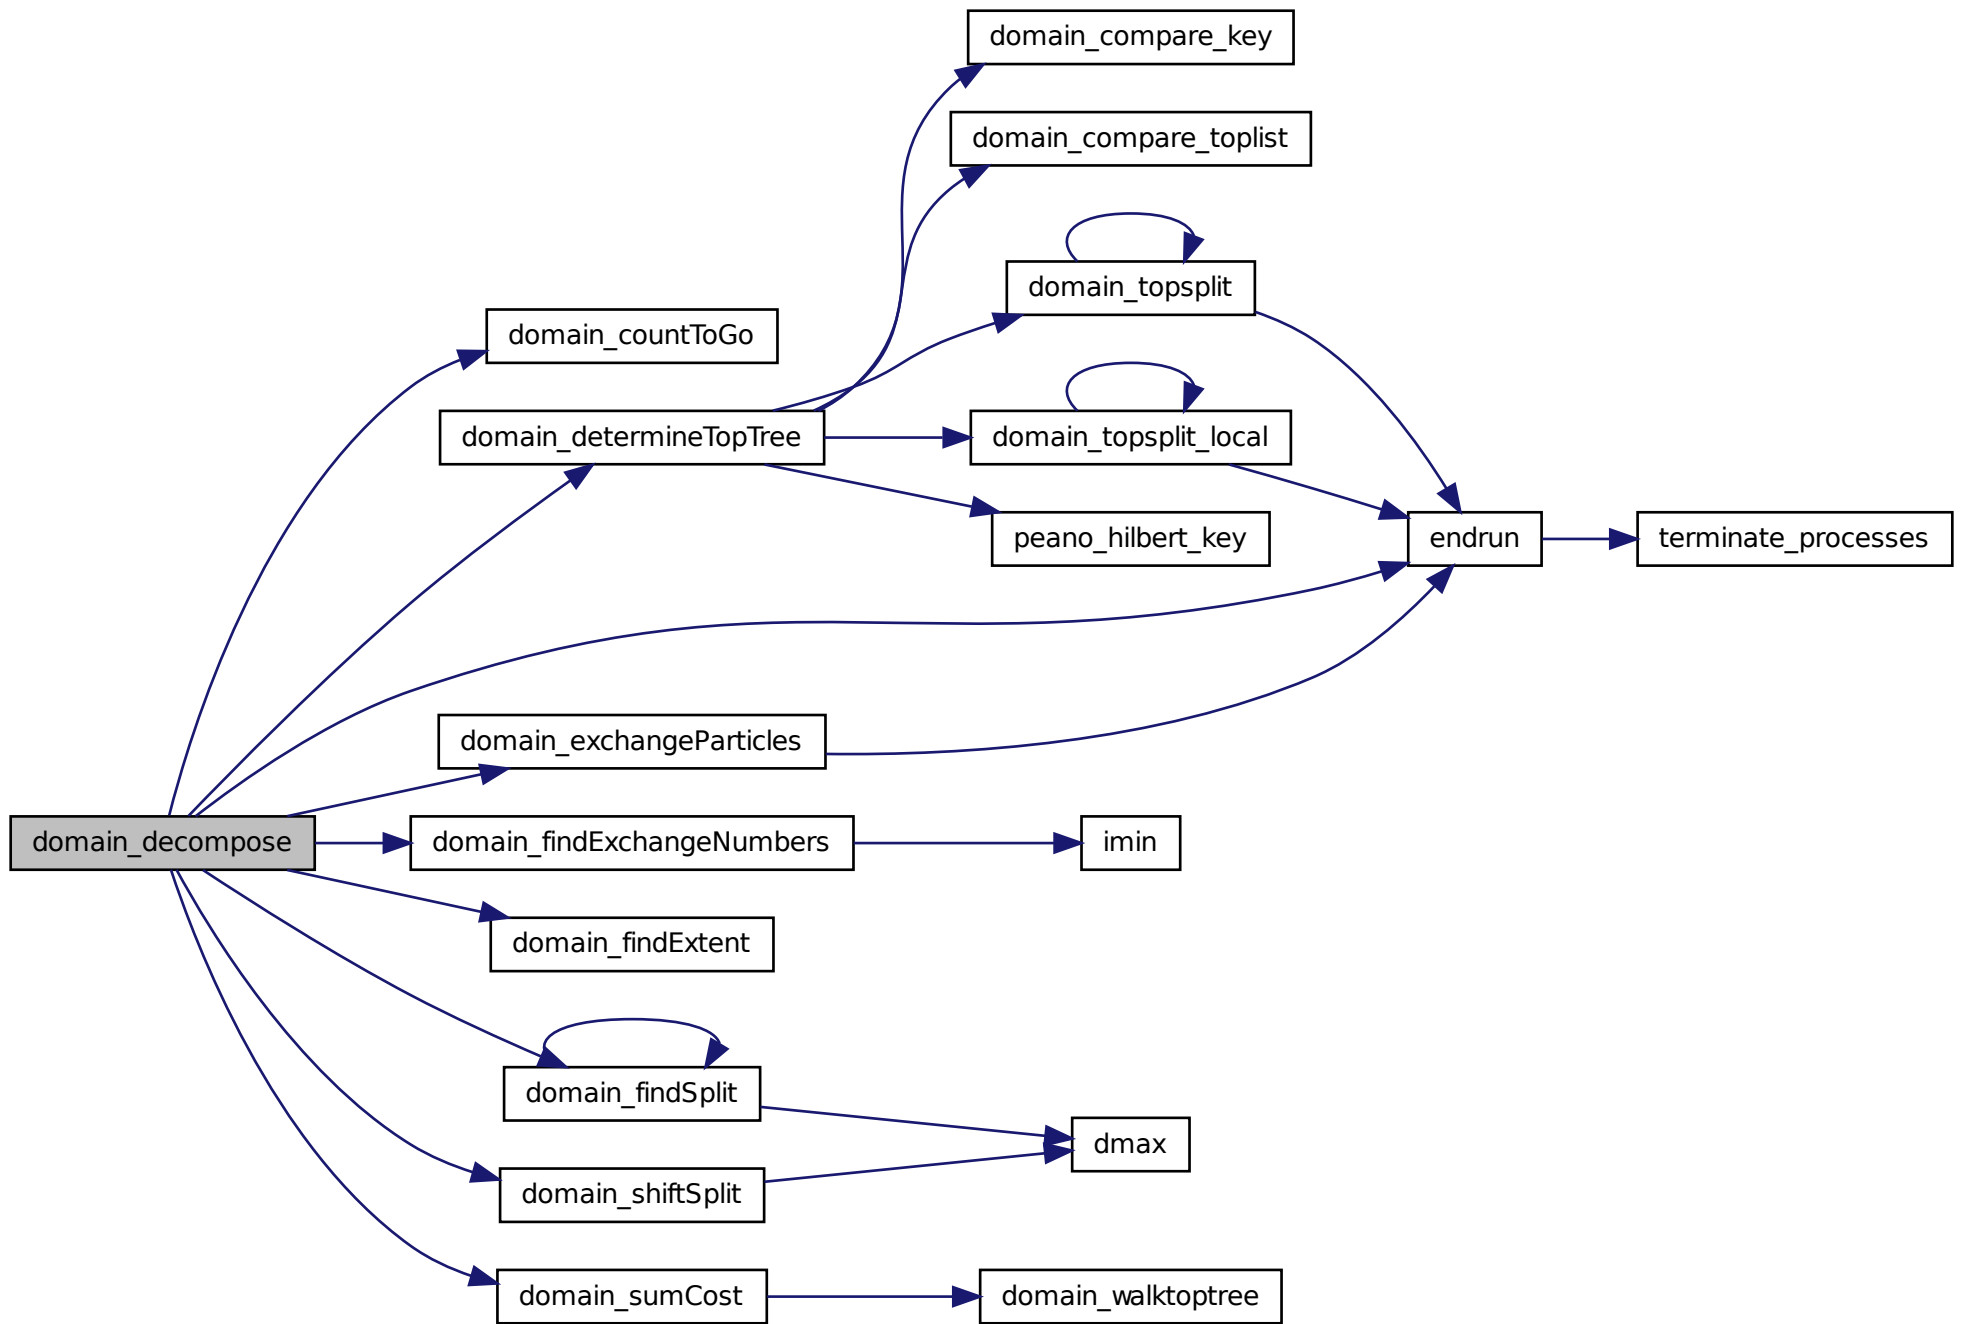 domain_compare_key
domain_compare_toplist
domain_topsplit
domain_countToGo
domain_determineTopTree
domain_topsplit_local
peano_hilbert_key
endrun
terminate_processes
domain_exchangeParticles
domain_decompose
domain_findExchangeNumbers
imin
domain_findExtent
domain_findSplit
dmax
domain_shiftSplit
domain_sumCost
domain_walktoptree